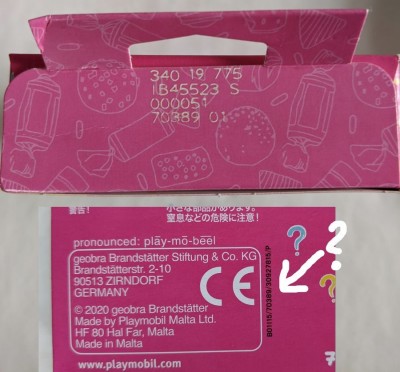 340 19 775
IB45523 S
000051
70389 01
警告!
小さな部品があります。
窒息などの危険に注意!
pronounced: plāy-mō-bēēl
geobra Brandstätter Stiftung & Co. KG
Brandstätterstr. 2-10
90513 ZIRNDORF
GERMANY
CE
© 2020 geobra Brandstätter
Made by Playmobil Malta Ltd.
HF 80 Hal Far, Malta
Made in Malta
www.playmobil.com
?
??
?